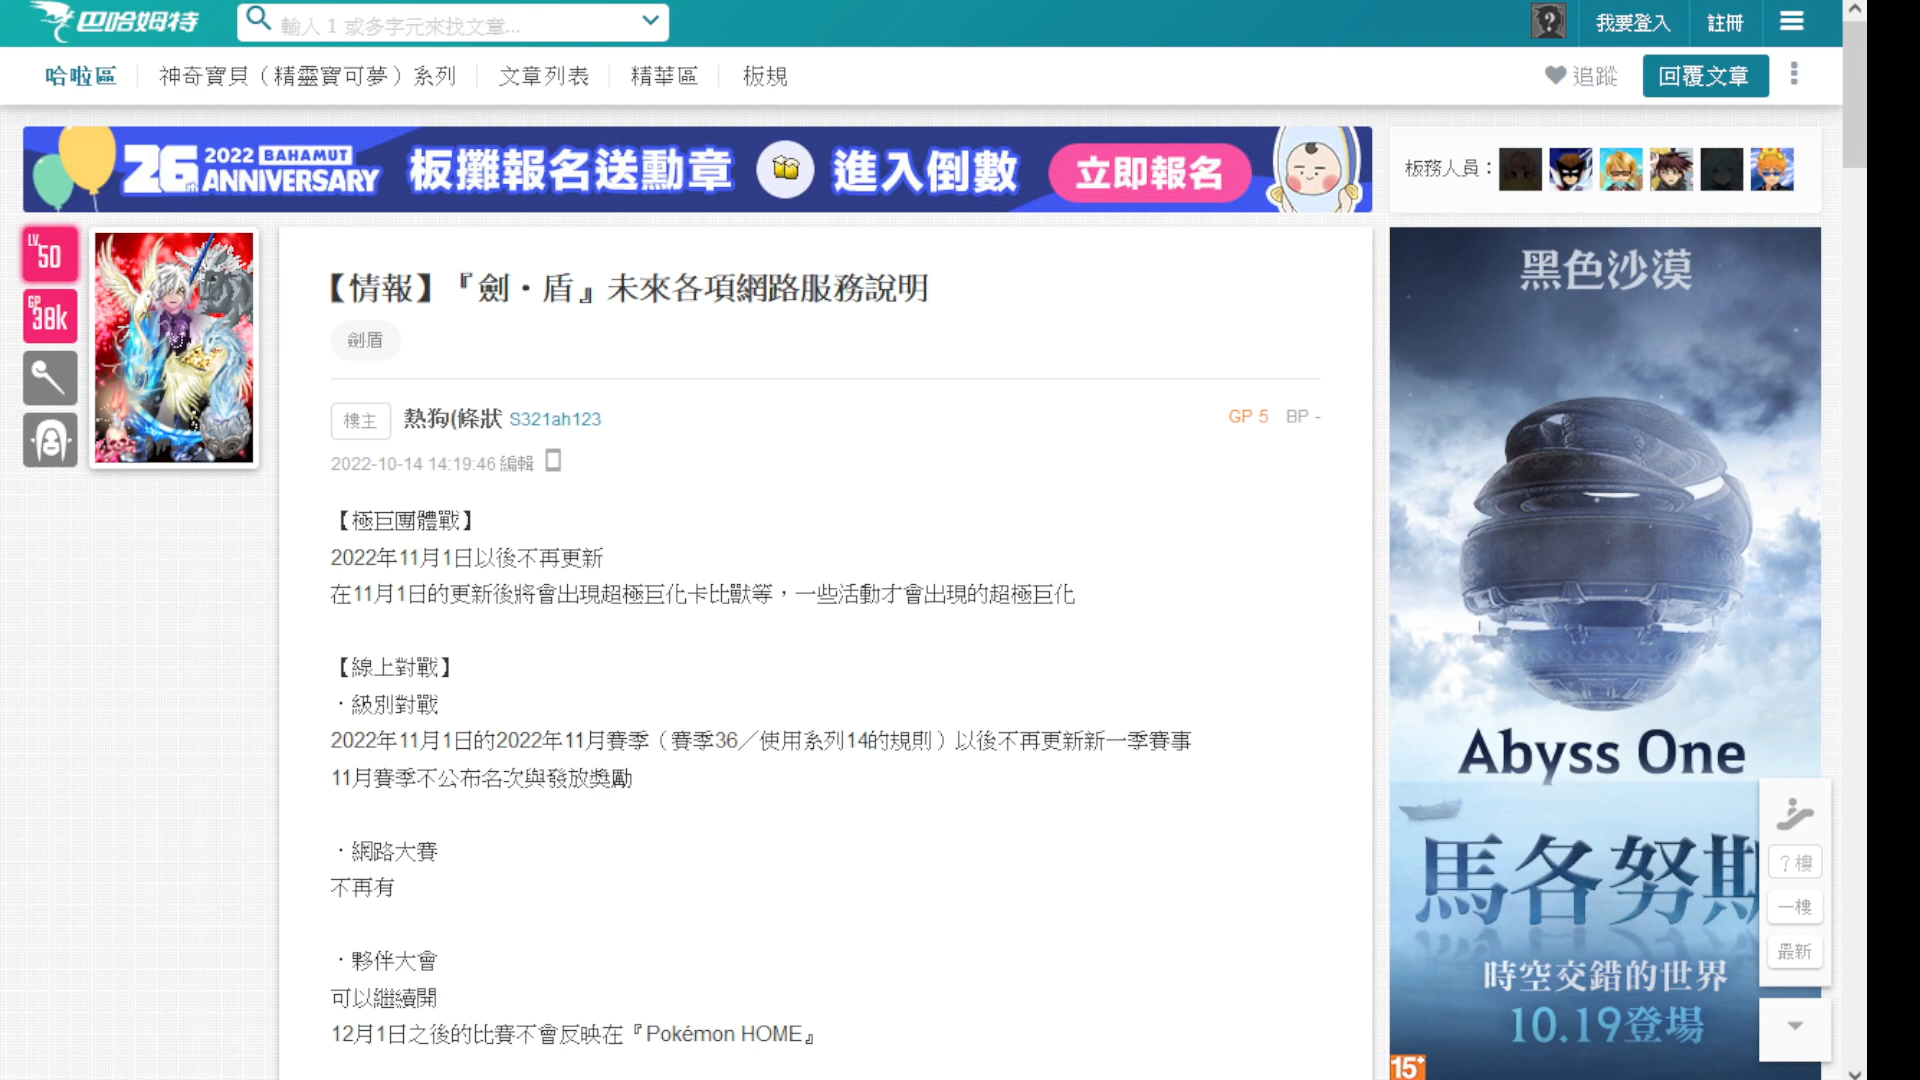 巴哈姆特
輸入 1 或多字元來找文章...
我要登入
註冊
哈啦區
神奇寶貝（精靈寶可夢）系列
文章列表
精華區
板規
追蹤
回覆文章
26th 2022 BAHAMUT ANNIVERSARY
板攤報名送勳章
進入倒數
立即報名
板務人員：
LV. 50
GP 38k
【情報】『劍・盾』未來各項網路服務說明
劍盾
樓主
熱狗(條狀 S321ah123
GP 5 BP -
2022-10-14 14:19:46 編輯
【極巨團體戰】
2022年11月1日以後不再更新
在11月1日的更新後將會出現超極巨化卡比獸等，一些活動才會出現的超極巨化
【線上對戰】
・級別對戰
2022年11月1日的2022年11月賽季（賽季36／使用系列14的規則）以後不再更新新一季賽事
11月賽季不公布名次與發放獎勵
・網路大賽
不再有
・夥伴大會
可以繼續開
12月1日之後的比賽不會反映在『Pokémon HOME』
黑色沙漠
Abyss One
馬各努斯
時空交錯的世界
10.19登場
15+
? 樓
一樓
最新